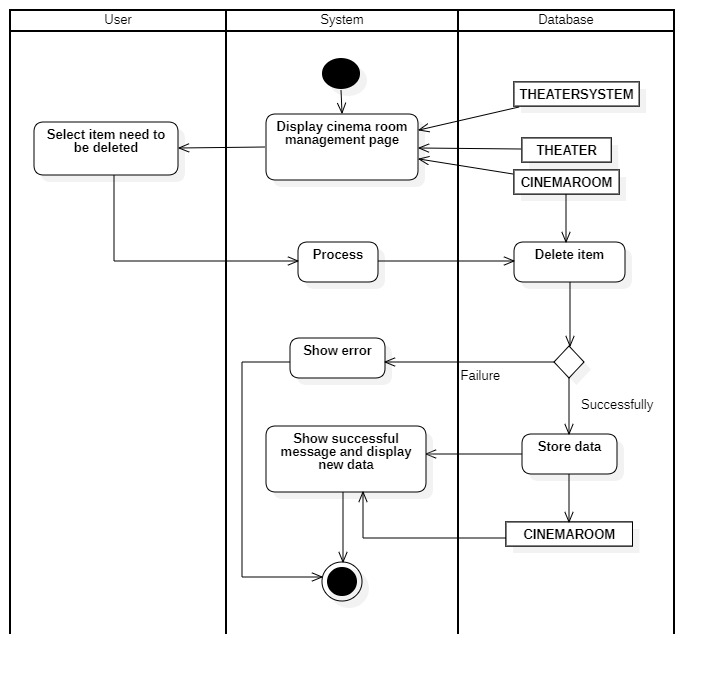 User
System
Database
THEATERSYSTEM
Display cinema room
management page
Select item need to
be deleted
THEATER
CINEMAROOM
Process
Delete item
Show error
Failure
Successfully
Show successful
message and display
new data
Store data
CINEMAROOM